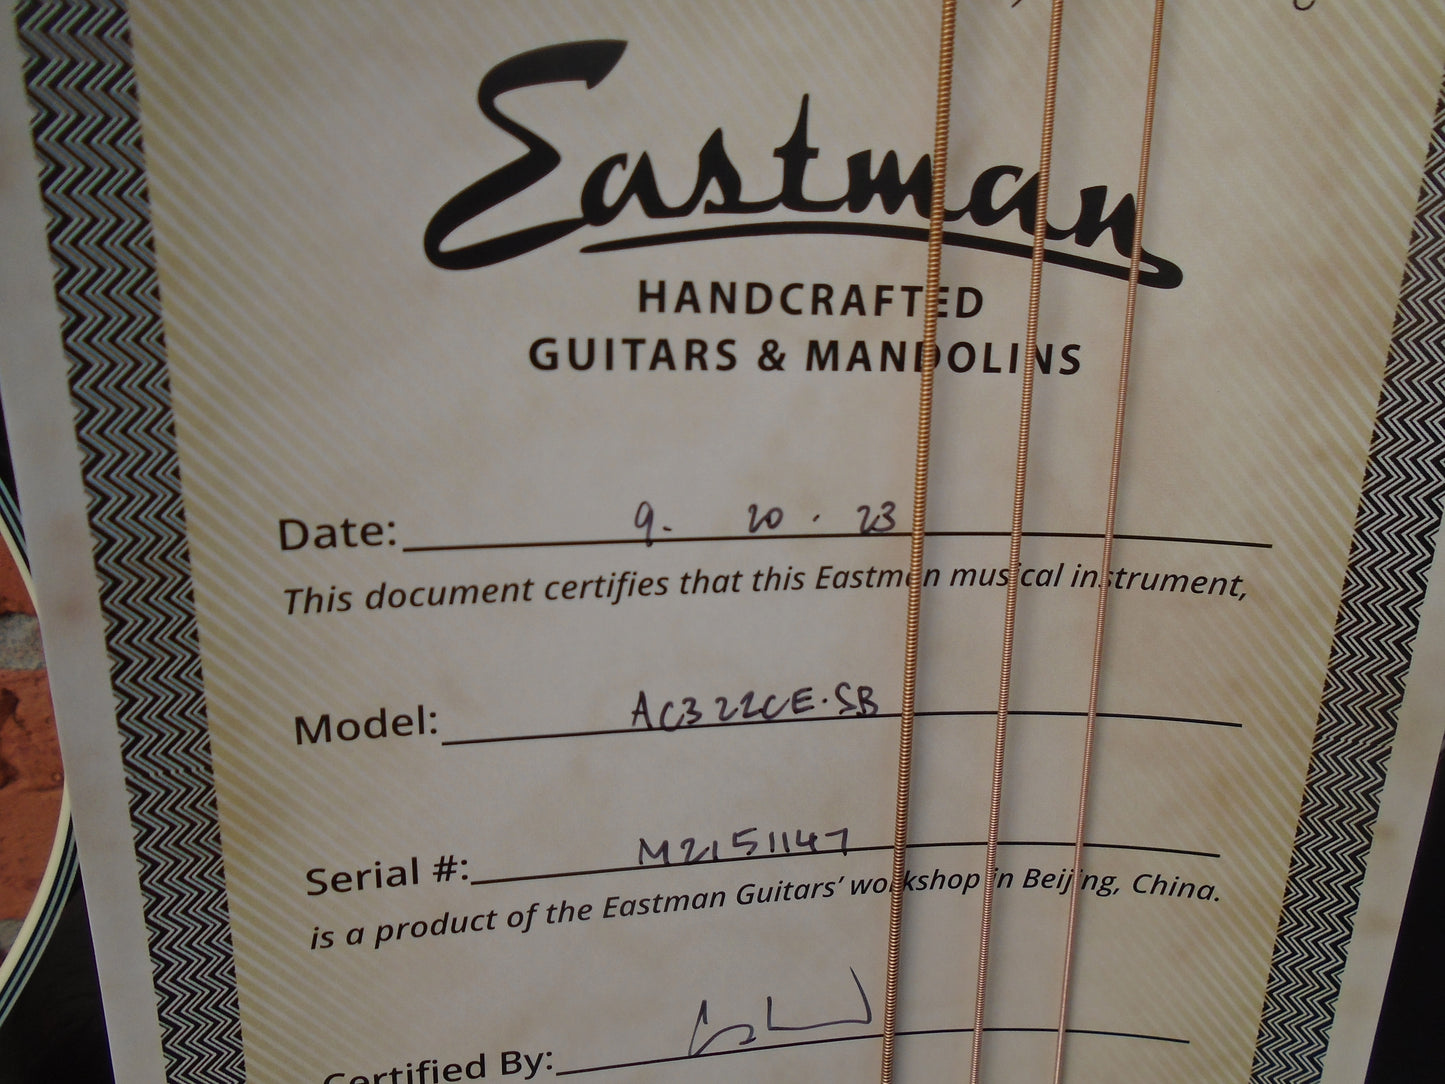 Eastman
HANDCRAFTED
GUITARS & MANDOLINS
Date: 9. 20. 23
This document certifies that this Eastman musical instrument,
Model: AC322CE-SB
Serial #: M2151147
is a product of the Eastman Guitars’ workshop in Beijing, China.
Certified By: